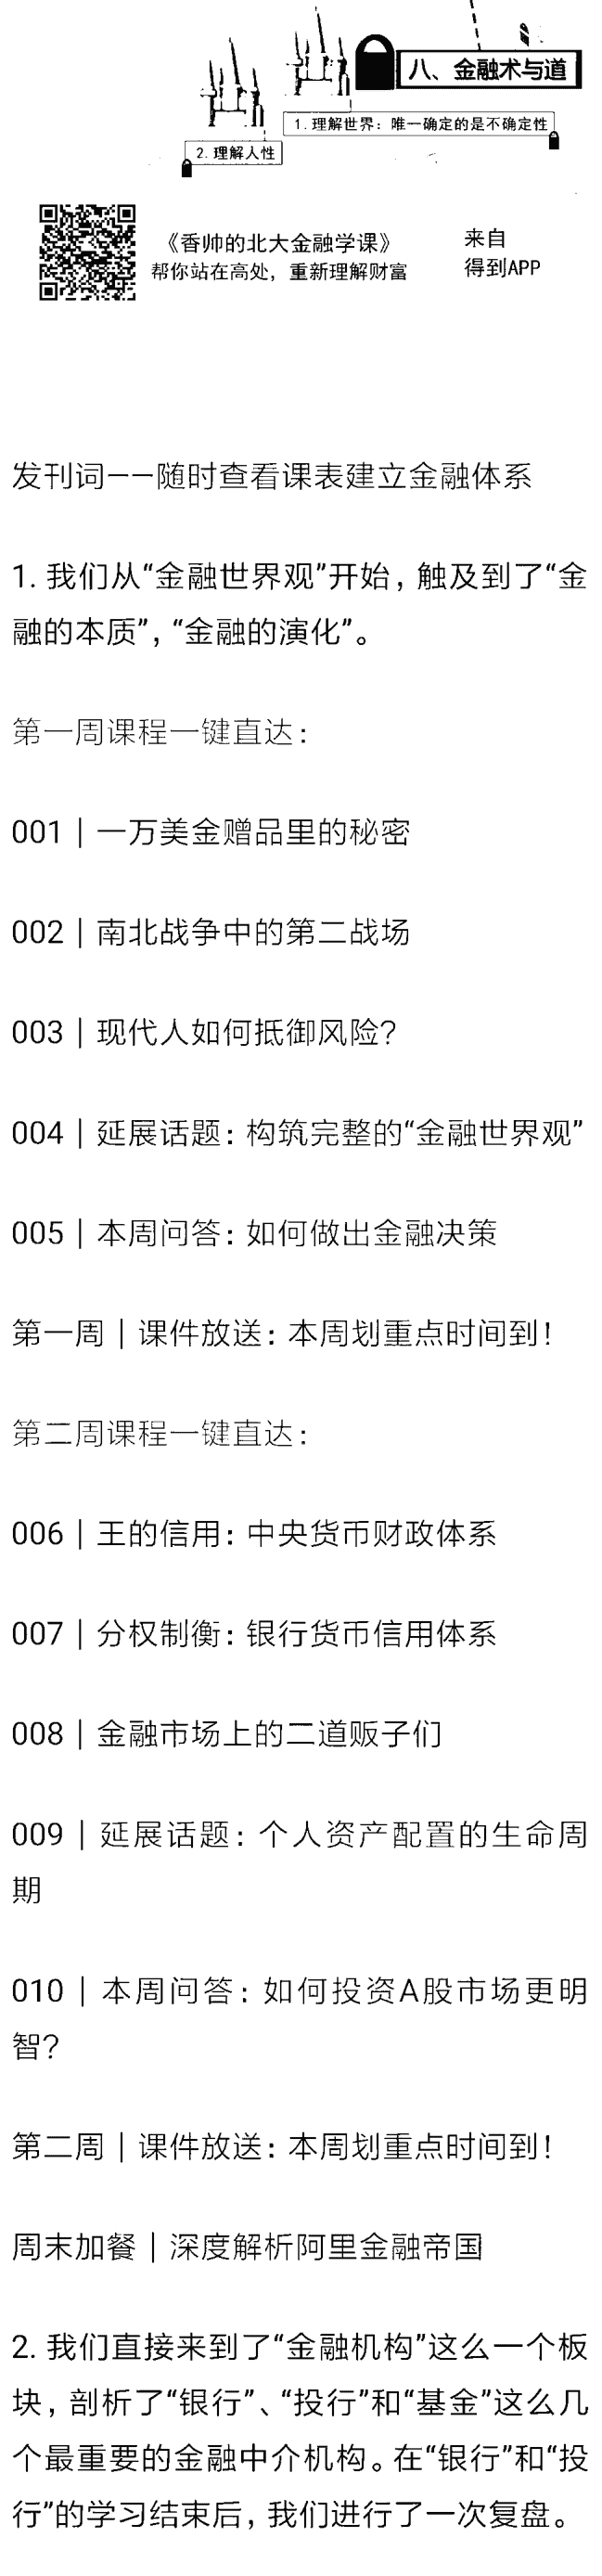 八、金融术与道
1.理解世界：唯一确定的是不确定性
2.理解人性
《香帅的北大金融学课》
帮你站在高处，重新理解财富
来自
得到APP
发刊词——随时查看课表建立金融体系
1. 我们从“金融世界观”开始，触及到了“金
融的本质”，“金融的演化”。
第一周课程一键直达：
001｜一万美金赠品里的秘密
002｜南北战争中的第二战场
003｜现代人如何抵御风险？
004｜延展话题：构筑完整的“金融世界观”
005｜本周问答：如何做出金融决策
第一周｜课件放送：本周划重点时间到！
第二周课程一键直达：
006｜王的信用：中央货币财政体系
007｜分权制衡：银行货币信用体系
008｜金融市场上的二道贩子们
009｜延展话题：个人资产配置的生命周
期
010｜本周问答：如何投资A股市场更明
智？
第二周｜课件放送：本周划重点时间到！
周末加餐｜深度解析阿里金融帝国
2. 我们直接来到了“金融机构”这么一个板
块，剖析了“银行”、“投行”和“基金”这么几
个最重要的金融中介机构。在“银行”和“投
行”的学习结束后，我们进行了一次复盘。